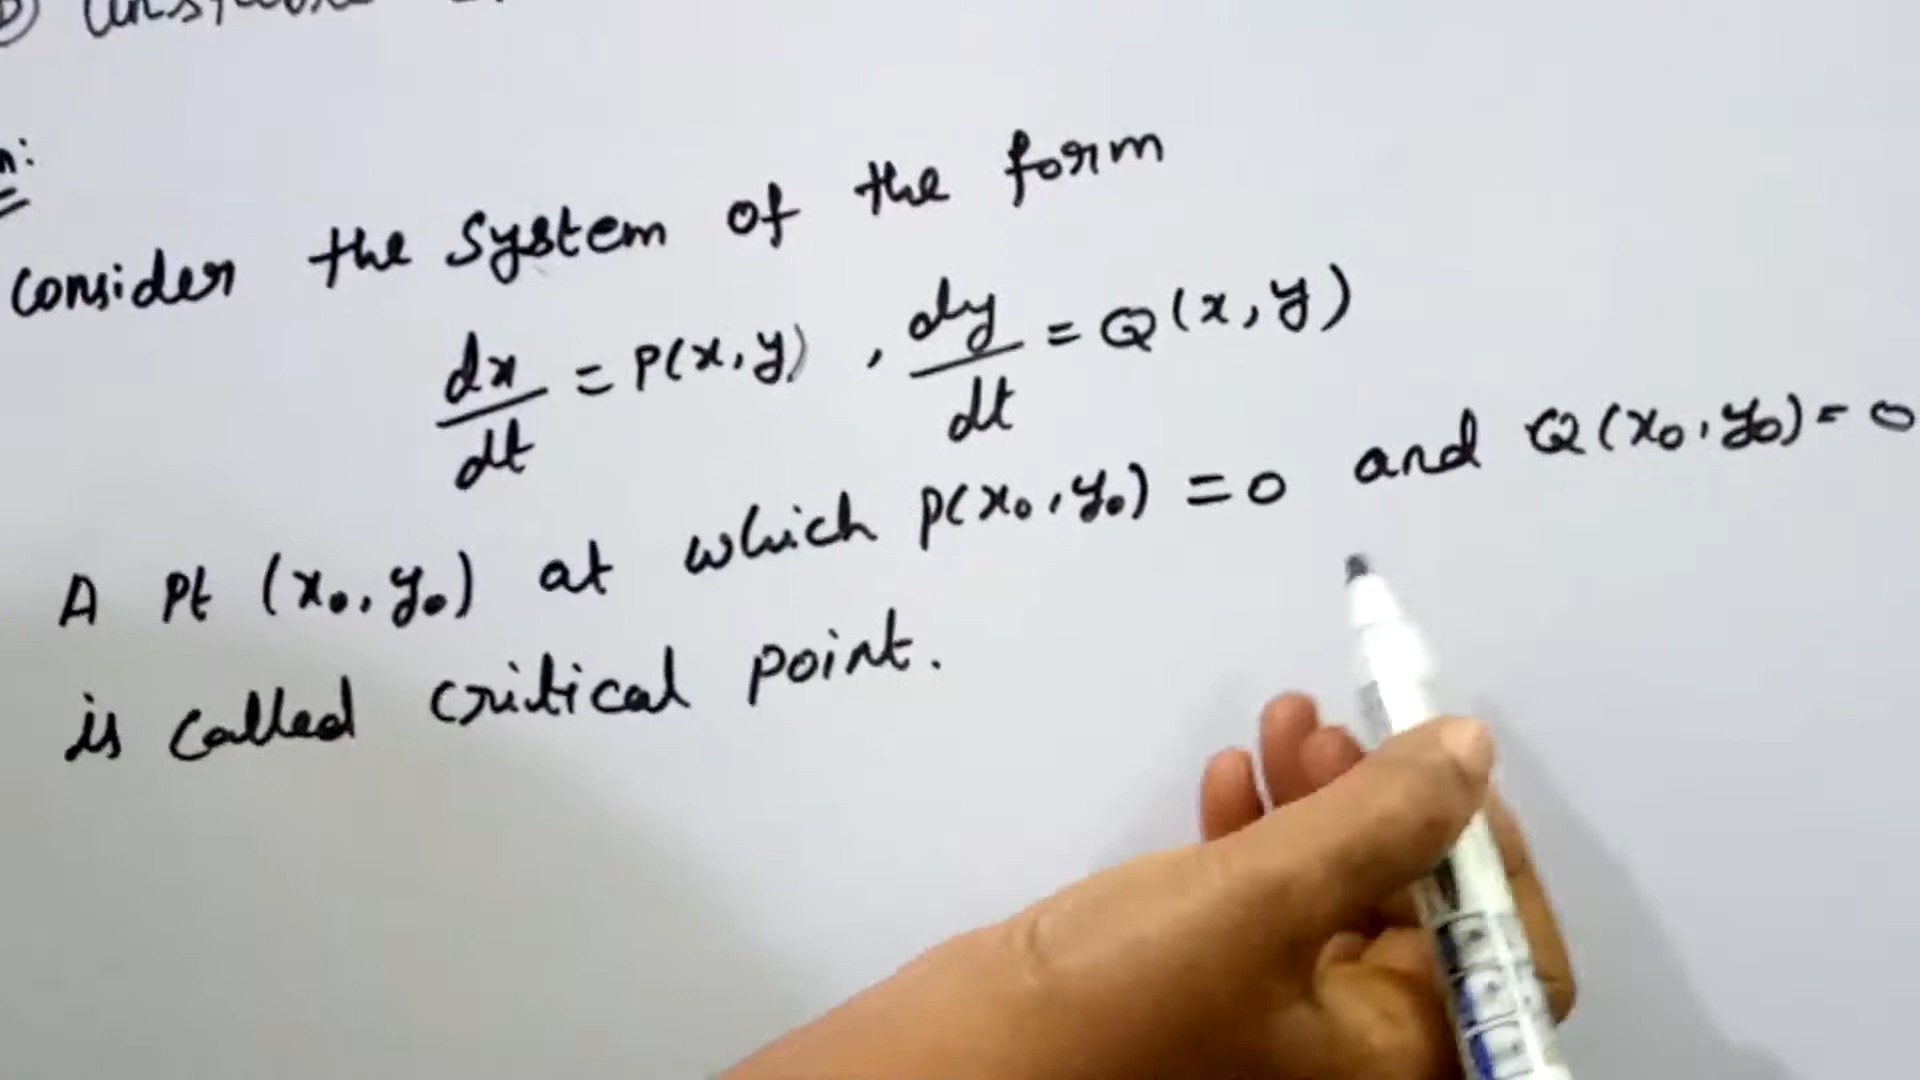 consider the system of the form
dx/dt = P(x,y), dy/dt = Q(x,y)
A pt (x₀,y₀) at which P(x₀,y₀) = 0 and Q(x₀,y₀) = 0
is called critical point.